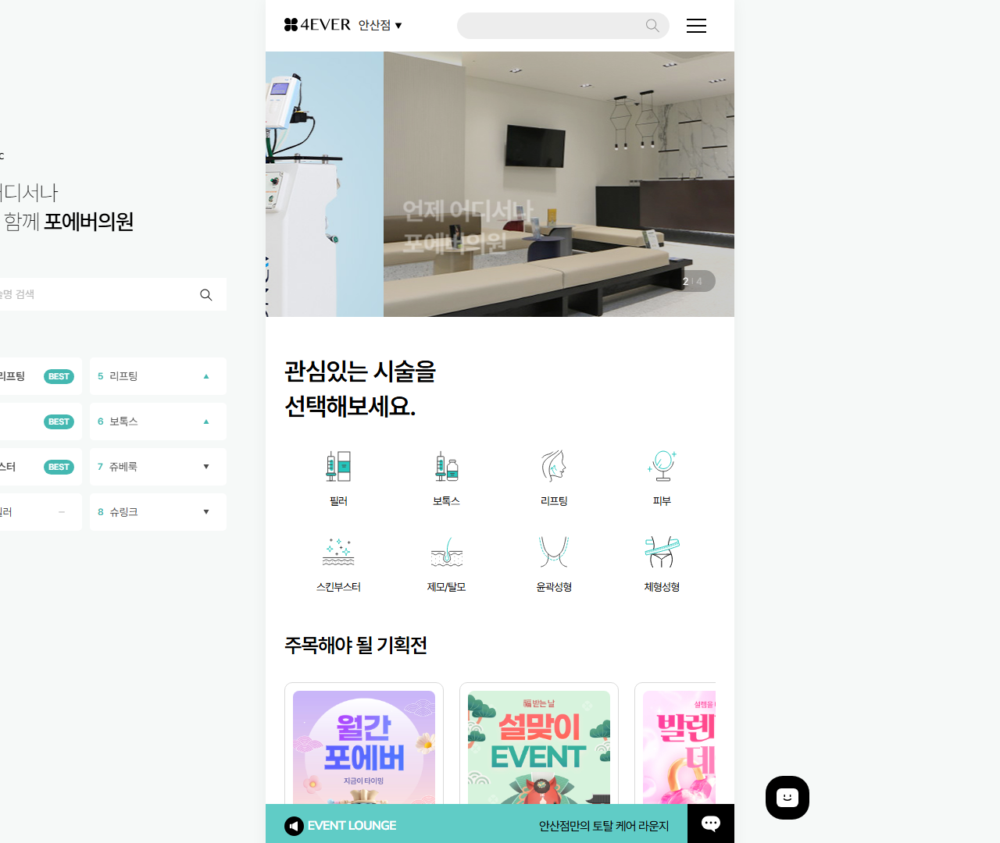 4EVER 안산점 ▼
c
어디서나
함께 포에버의원
술명 검색
리프팅 BEST
5 리프팅
BEST
6 보톡스
스터 BEST
7 쥬베룩
필러
8 슈링크
언제 어디서나
포에버의원
2 | 4
관심있는 시술을
선택해보세요.
필러
보톡스
리프팅
피부
스킨부스터
제모/탈모
윤곽성형
체형성형
주목해야 될 기획전
월간
포에버
지금이 타이밍
福 받는 날
설맞이
EVENT
설렘을
발렌
데
EVENT LOUNGE
안산점만의 토탈 케어 라운지